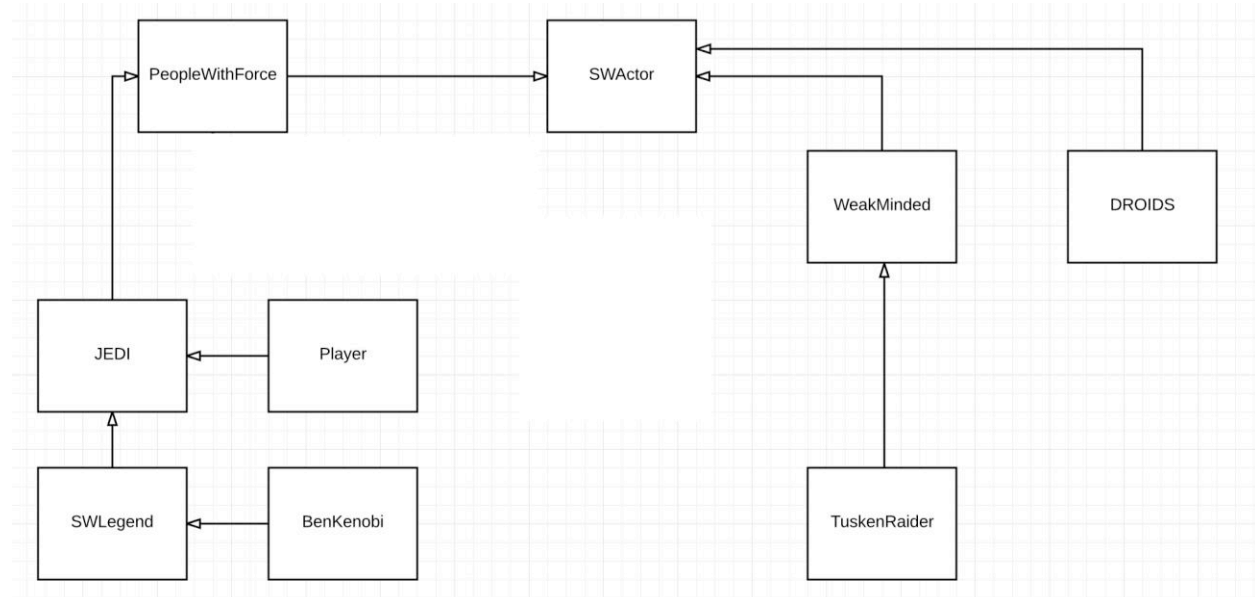 PeopleWithForce
SWActor
WeakMinded
DROIDS
JEDI
Player
SWLegend
BenKenobi
TuskenRaider